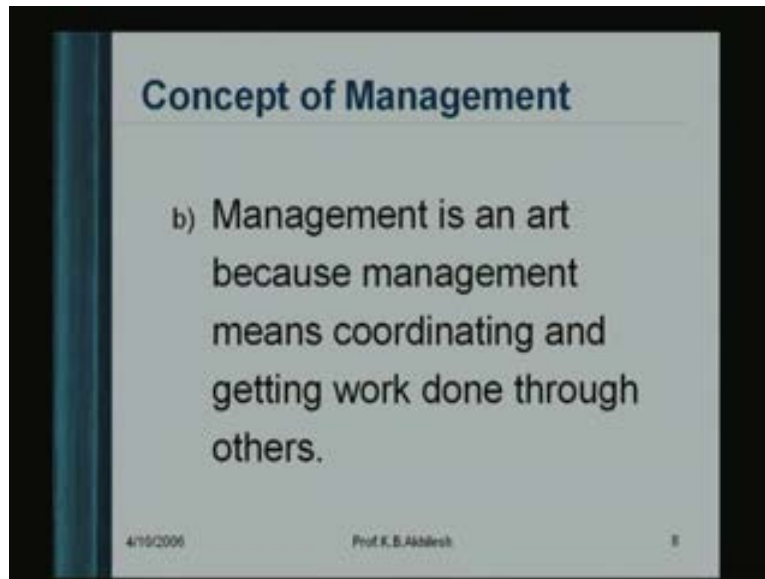 Concept of Management
b) Management is an art
because management
means coordinating and
getting work done through
others.
4/10/2006 Prof.K.B.Akhilesh 8